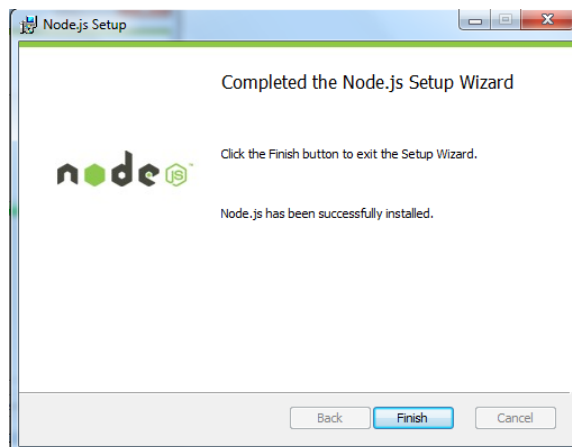 Node.js Setup
Completed the Node.js Setup Wizard
Click the Finish button to exit the Setup Wizard.
node JS™
Node.js has been successfully installed.
Back Finish Cancel